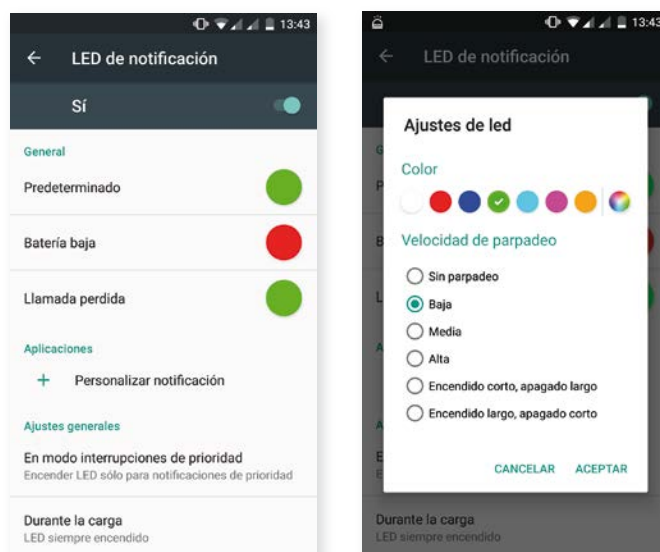 13:43
LED de notificación
Sí
General
Predeterminado
Batería baja
Llamada perdida
Aplicaciones
+ Personalizar notificación
Ajustes generales
En modo interrupciones de prioridad
Encender LED sólo para notificaciones de prioridad
Durante la carga
LED siempre encendido
13:43
LED de notificación
Ajustes de led
Color
Velocidad de parpadeo
Sin parpadeo
Baja
Media
Alta
Encendido corto, apagado largo
Encendido largo, apagado corto
CANCELAR ACEPTAR
Durante la carga
LED siempre encendido